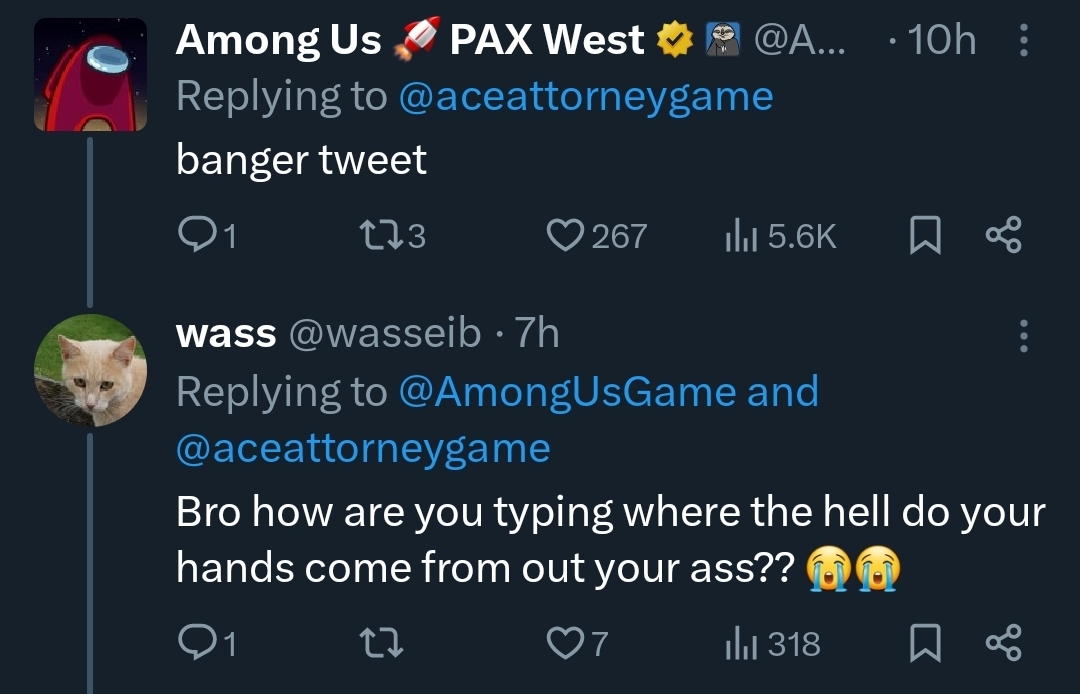 Among Us 🚀 PAX West @A... · 10h
Replying to @aceattorneygame
banger tweet
1 3 267 5.6K
wass @wasseib · 7h
Replying to @AmongUsGame and
@aceattorneygame
Bro how are you typing where the hell do your
hands come from out your ass?? 😭😭
1 7 318